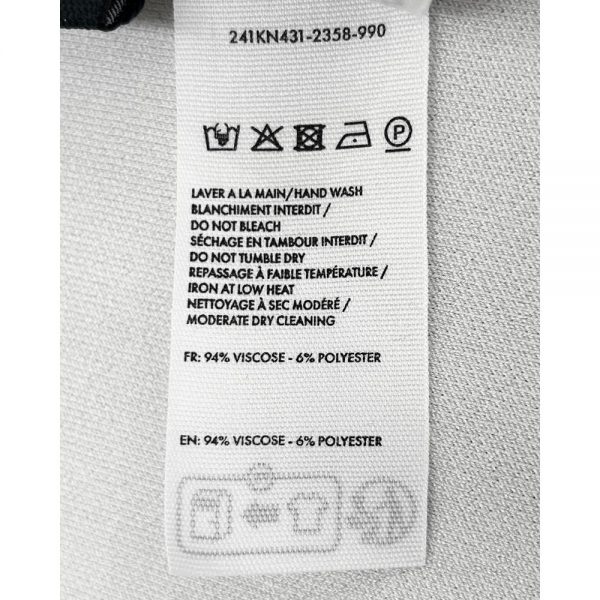 241KN431-2358-990
P
LAVER A LA MAIN/HAND WASH
BLANCHIMENT INTERDIT /
DO NOT BLEACH
SÉCHAGE EN TAMBOUR INTERDIT /
DO NOT TUMBLE DRY
REPASSAGE À FAIBLE TEMPÉRATURE /
IRON AT LOW HEAT
NETTOYAGE À SEC MODÉRÉ /
MODERATE DRY CLEANING
FR: 94% VISCOSE - 6% POLYESTER
EN: 94% VISCOSE - 6% POLYESTER